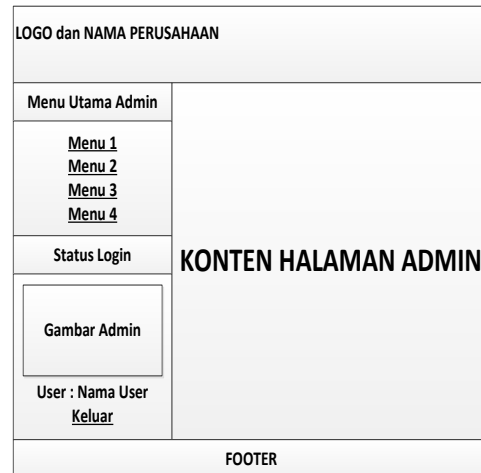 LOGO dan NAMA PERUSAHAAN
Menu Utama Admin
Menu 1
Menu 2
Menu 3
Menu 4
Status Login
Gambar Admin
User : Nama User
Keluar
KONTEN HALAMAN ADMIN
FOOTER